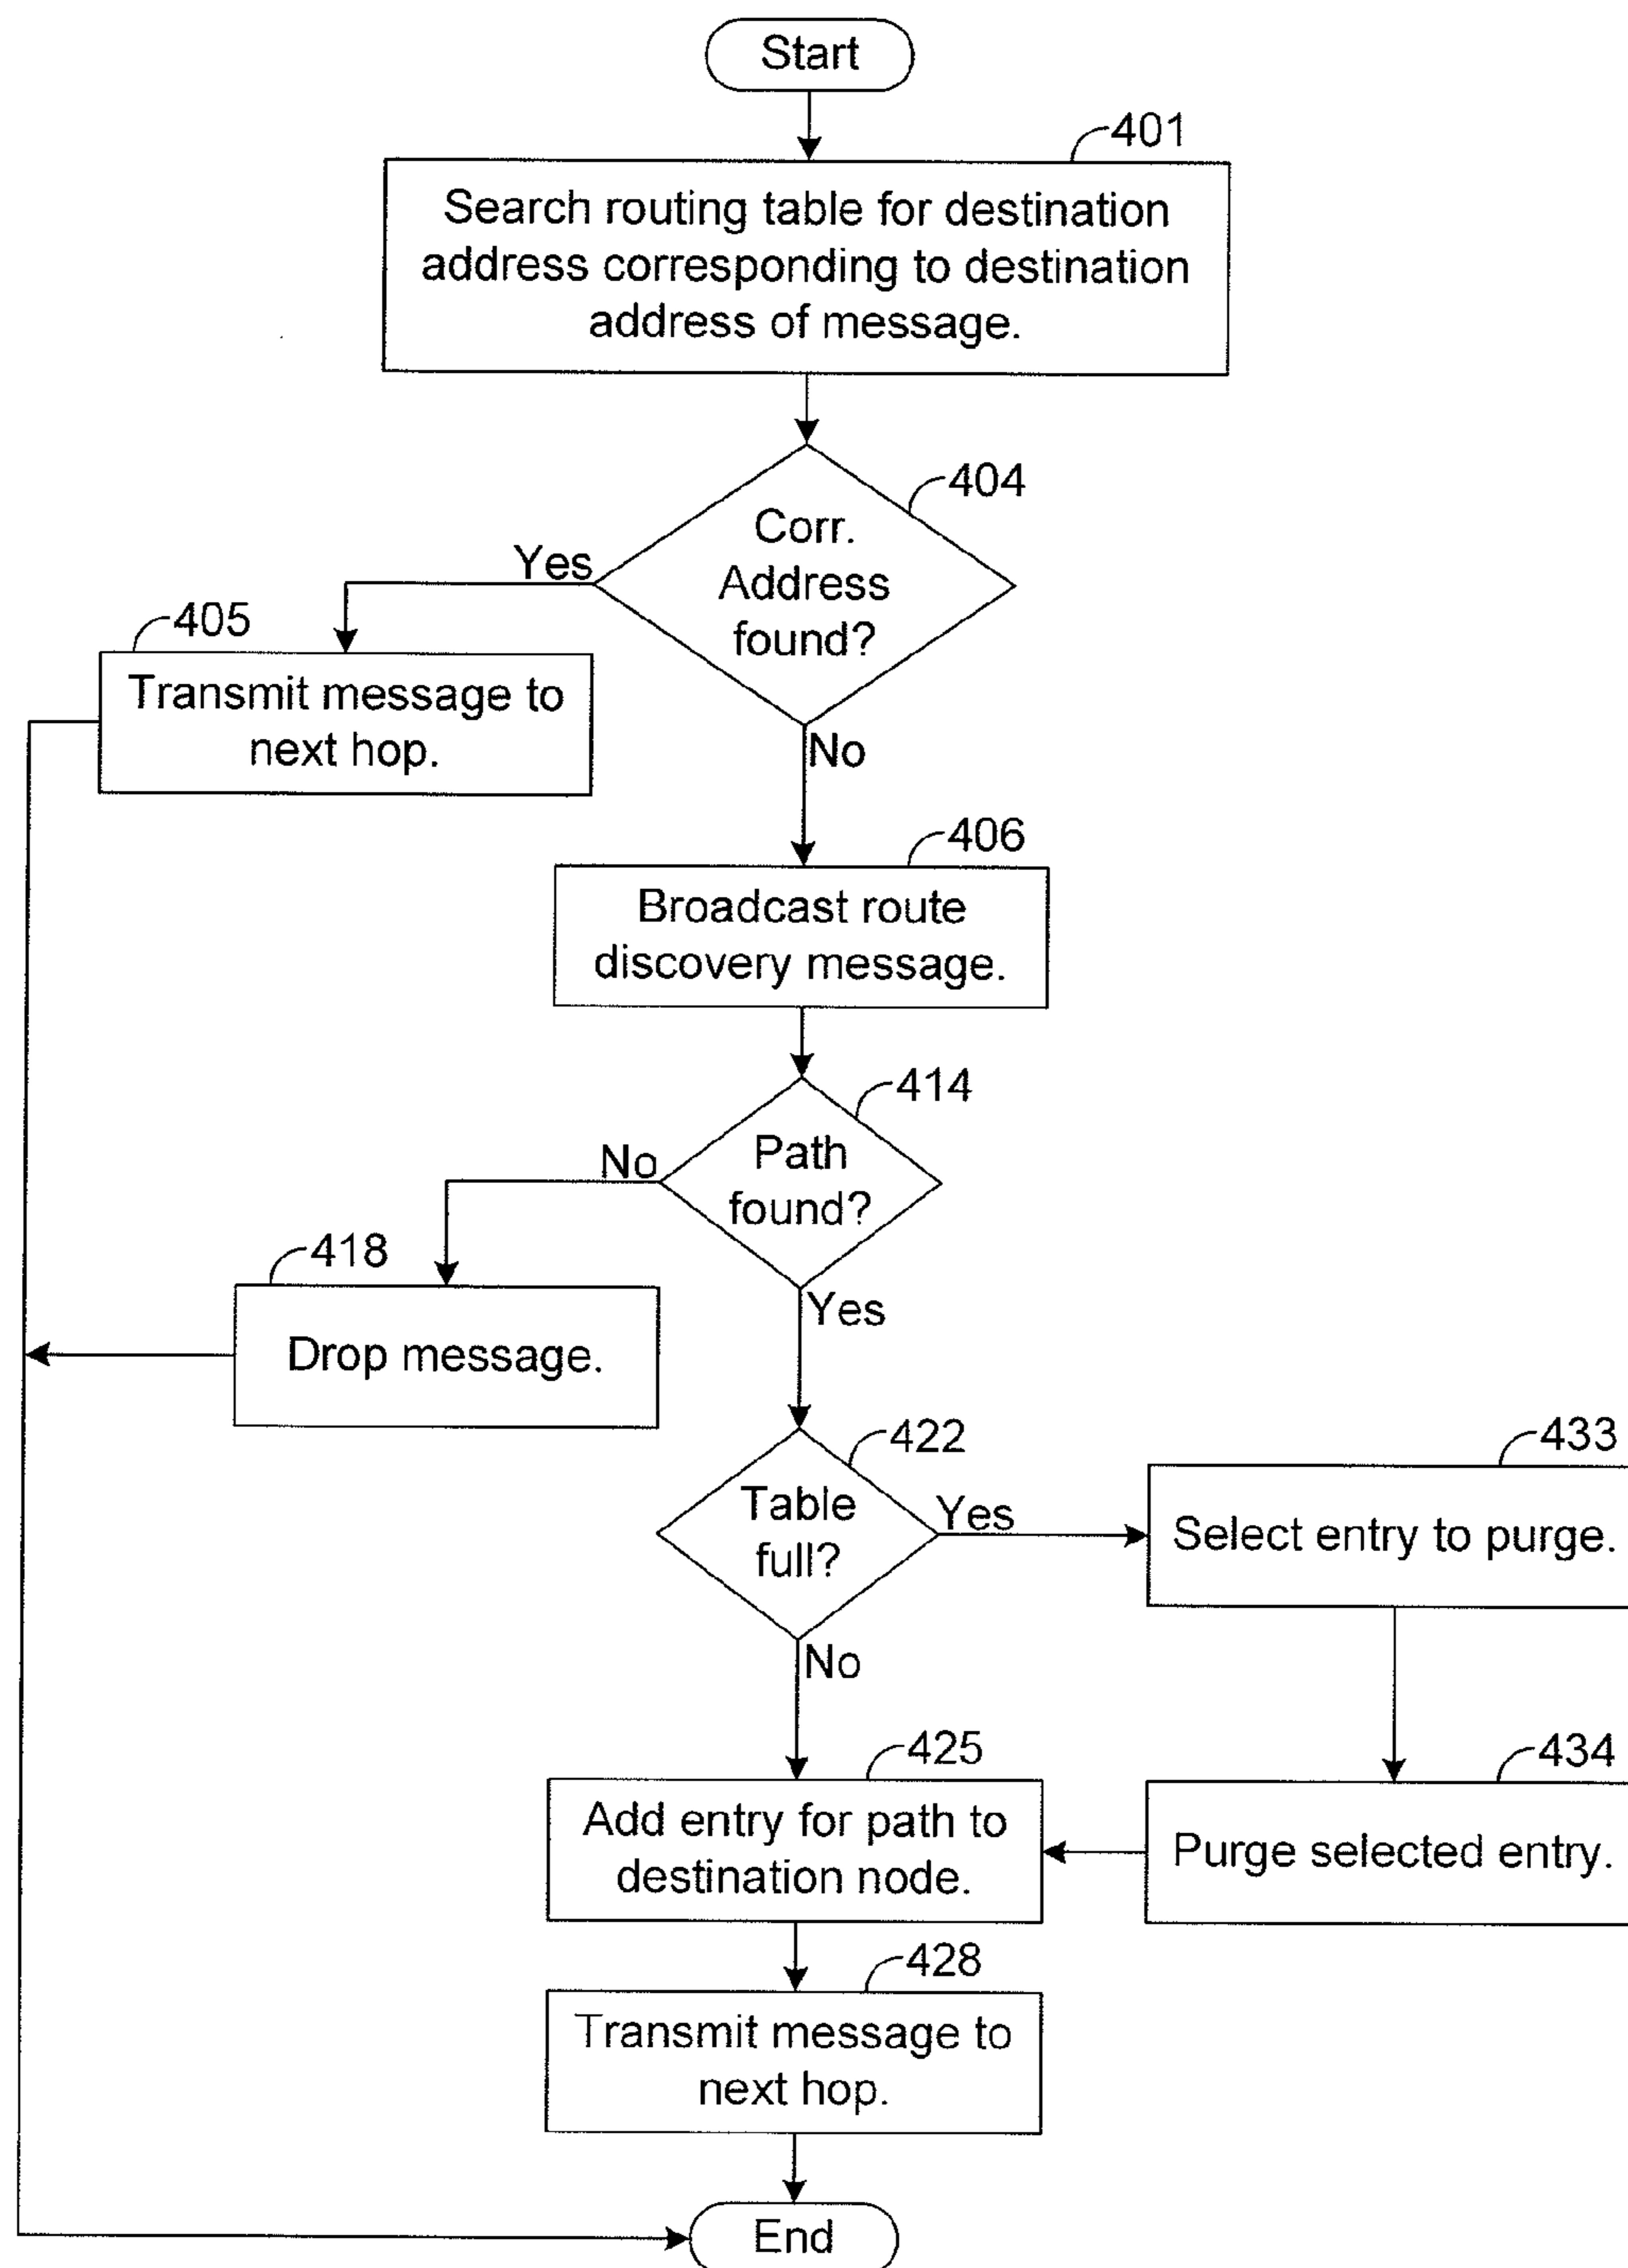 Start
401
Search routing table for destination
address corresponding to destination
address of message.
404
Corr.
Address
found?
Yes
405
Transmit message to
next hop.
No
406
Broadcast route
discovery message.
414
Path
found?
No
418
Drop message.
Yes
422
Table
full?
Yes
433
Select entry to purge.
No
425
Add entry for path to
destination node.
434
Purge selected entry.
428
Transmit message to
next hop.
End